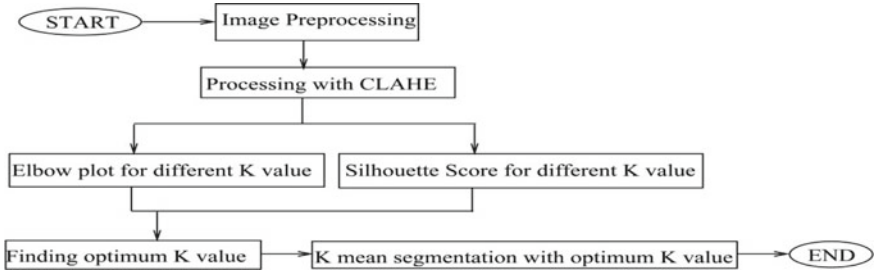 START
Image Preprocessing
Processing with CLAHE
Elbow plot for different K value
Silhouette Score for different K value
Finding optimum K value
K mean segmentation with optimum K value
END